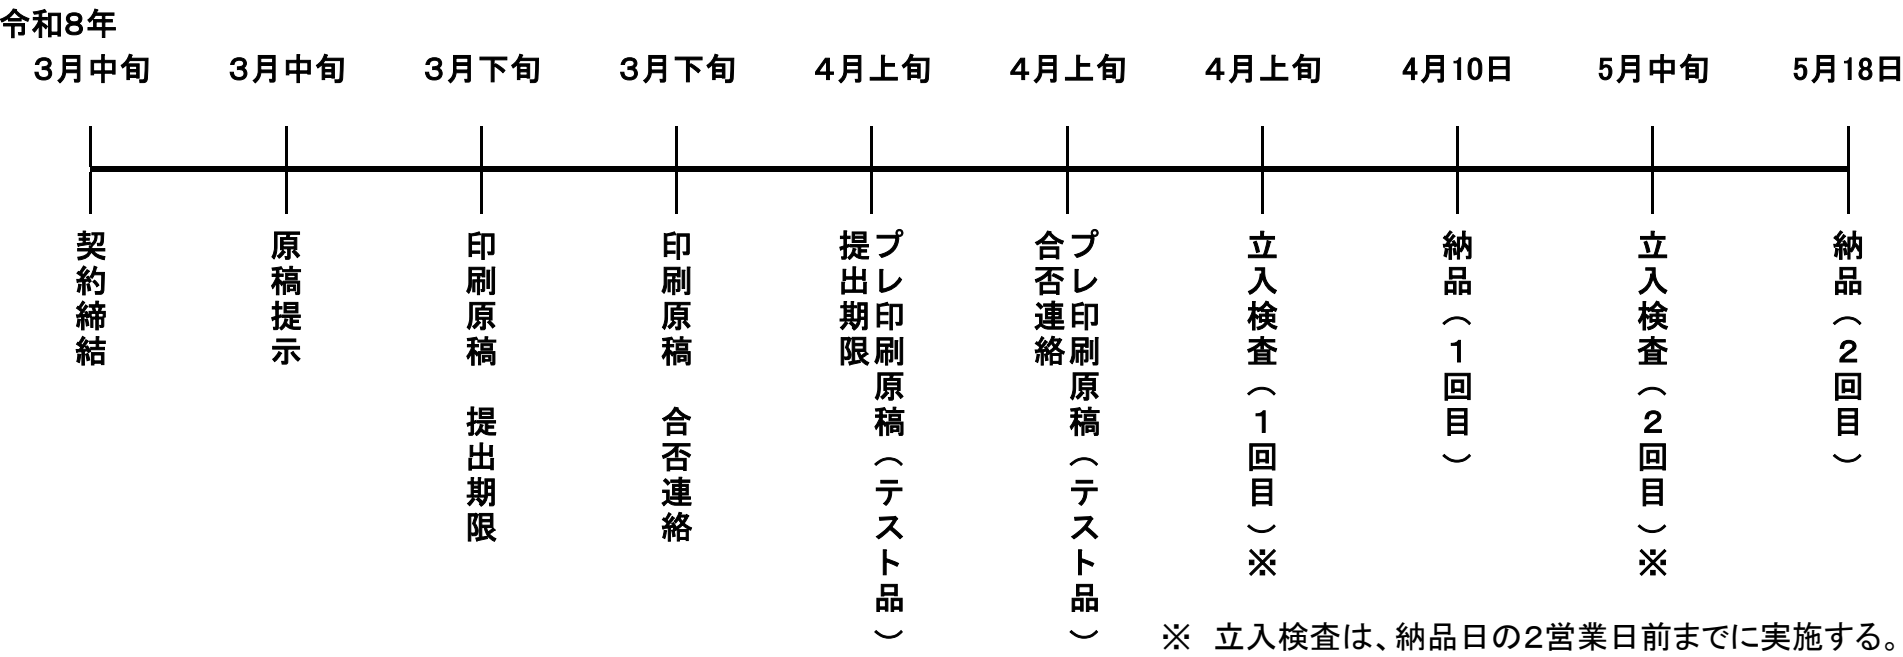 令和８年
３月中旬
３月中旬
３月下旬
３月下旬
４月上旬
４月上旬
４月上旬
4月10日
5月中旬
5月18日
契約締結
原稿提示
印刷原稿　提出期限
印刷原稿　合否連絡
プレ印刷原稿（テスト品）
提出期限
プレ印刷原稿（テスト品）
合否連絡
立入検査（１回目）※
納品（１回目）
立入検査（２回目）※
納品（２回目）
※　立入検査は、納品日の２営業日前までに実施する。